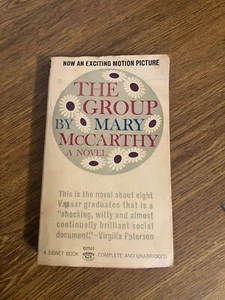 NOW AN EXCITING MOTION PICTURE
THE
GROUP
BY MARY
McCARTHY
A NOVEL
This is the novel about eight
Vassar graduates that is a
"shocking, witty and almost
continually brilliant social
document."–Virgilia Peterson
A SIGNET BOOK
COMPLETE AND UNABRIDGED